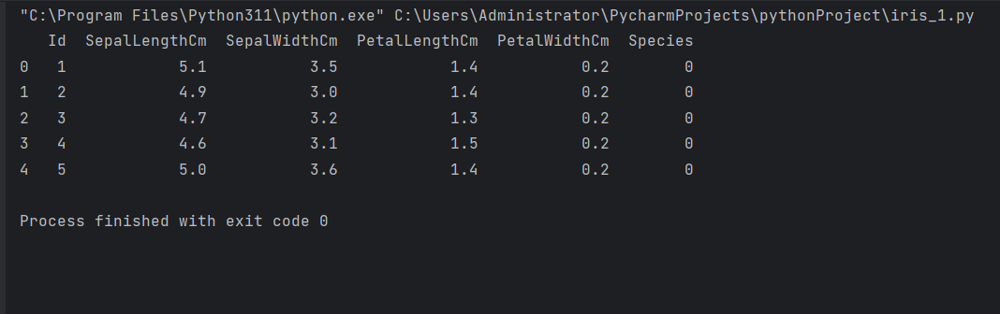 "C:\Program Files\Python311\python.exe" C:\Users\Administrator\PycharmProjects\pythonProject\iris_1.py
   Id  SepalLengthCm  SepalWidthCm  PetalLengthCm  PetalWidthCm  Species
0   1            5.1           3.5            1.4           0.2        0
1   2            4.9           3.0            1.4           0.2        0
2   3            4.7           3.2            1.3           0.2        0
3   4            4.6           3.1            1.5           0.2        0
4   5            5.0           3.6            1.4           0.2        0
Process finished with exit code 0